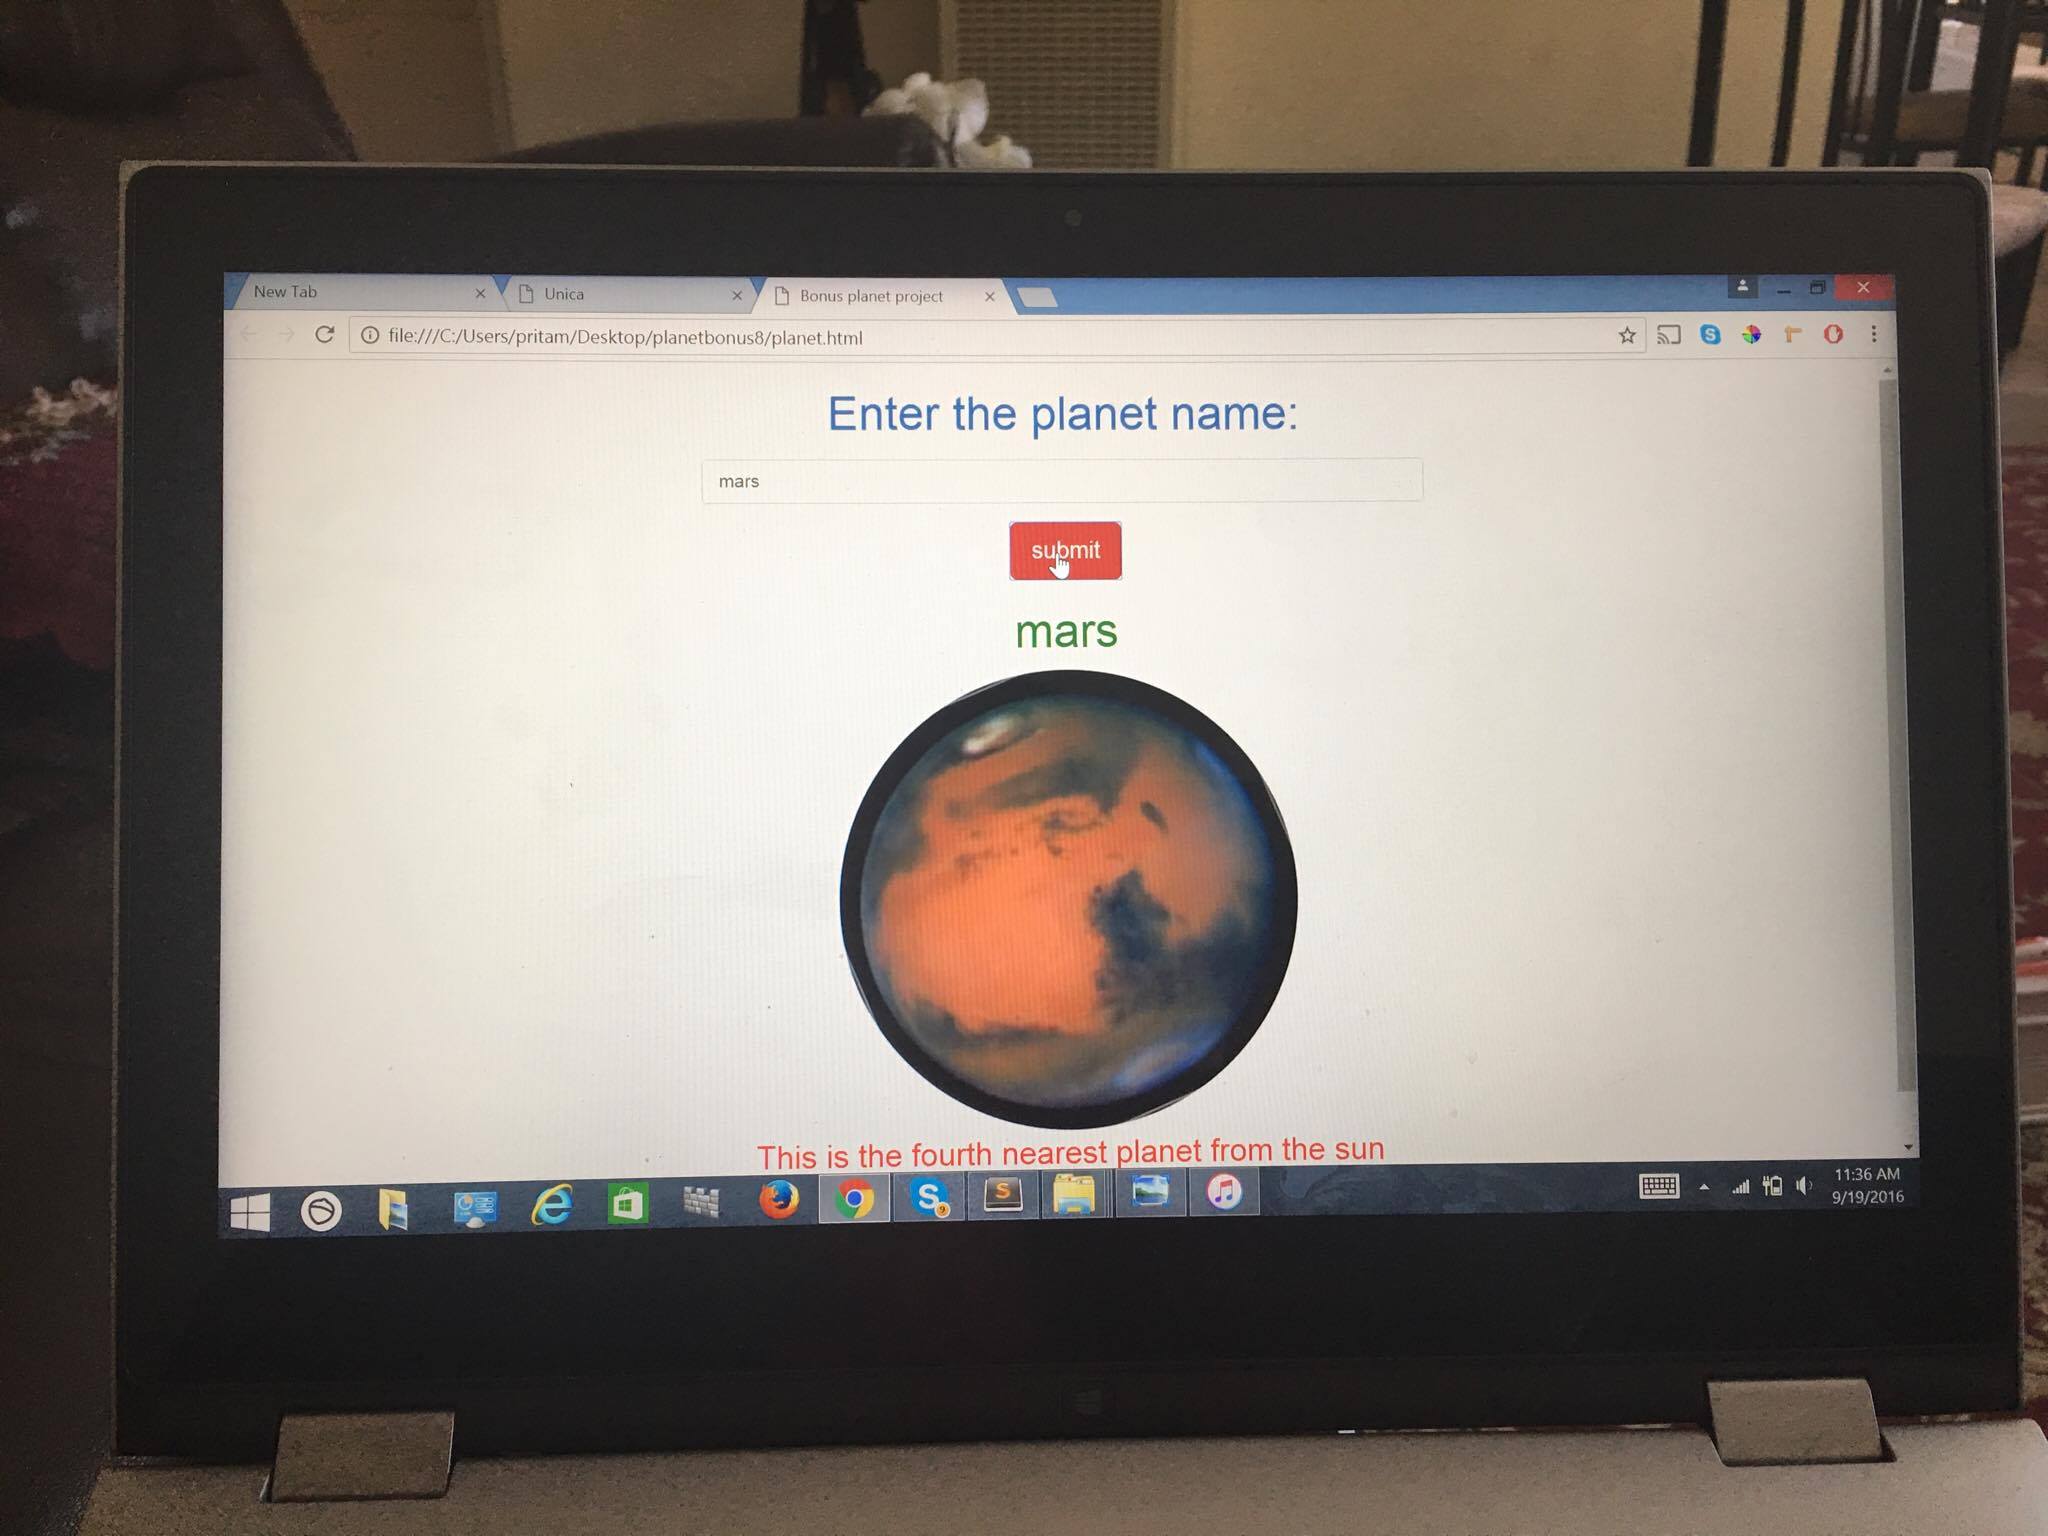 New Tab
Unica
Bonus planet project
file:///C:/Users/pritam/Desktop/planetbonus8/planet.html
Enter the planet name:
mars
submit
mars
This is the fourth nearest planet from the sun
11:36 AM
9/19/2016